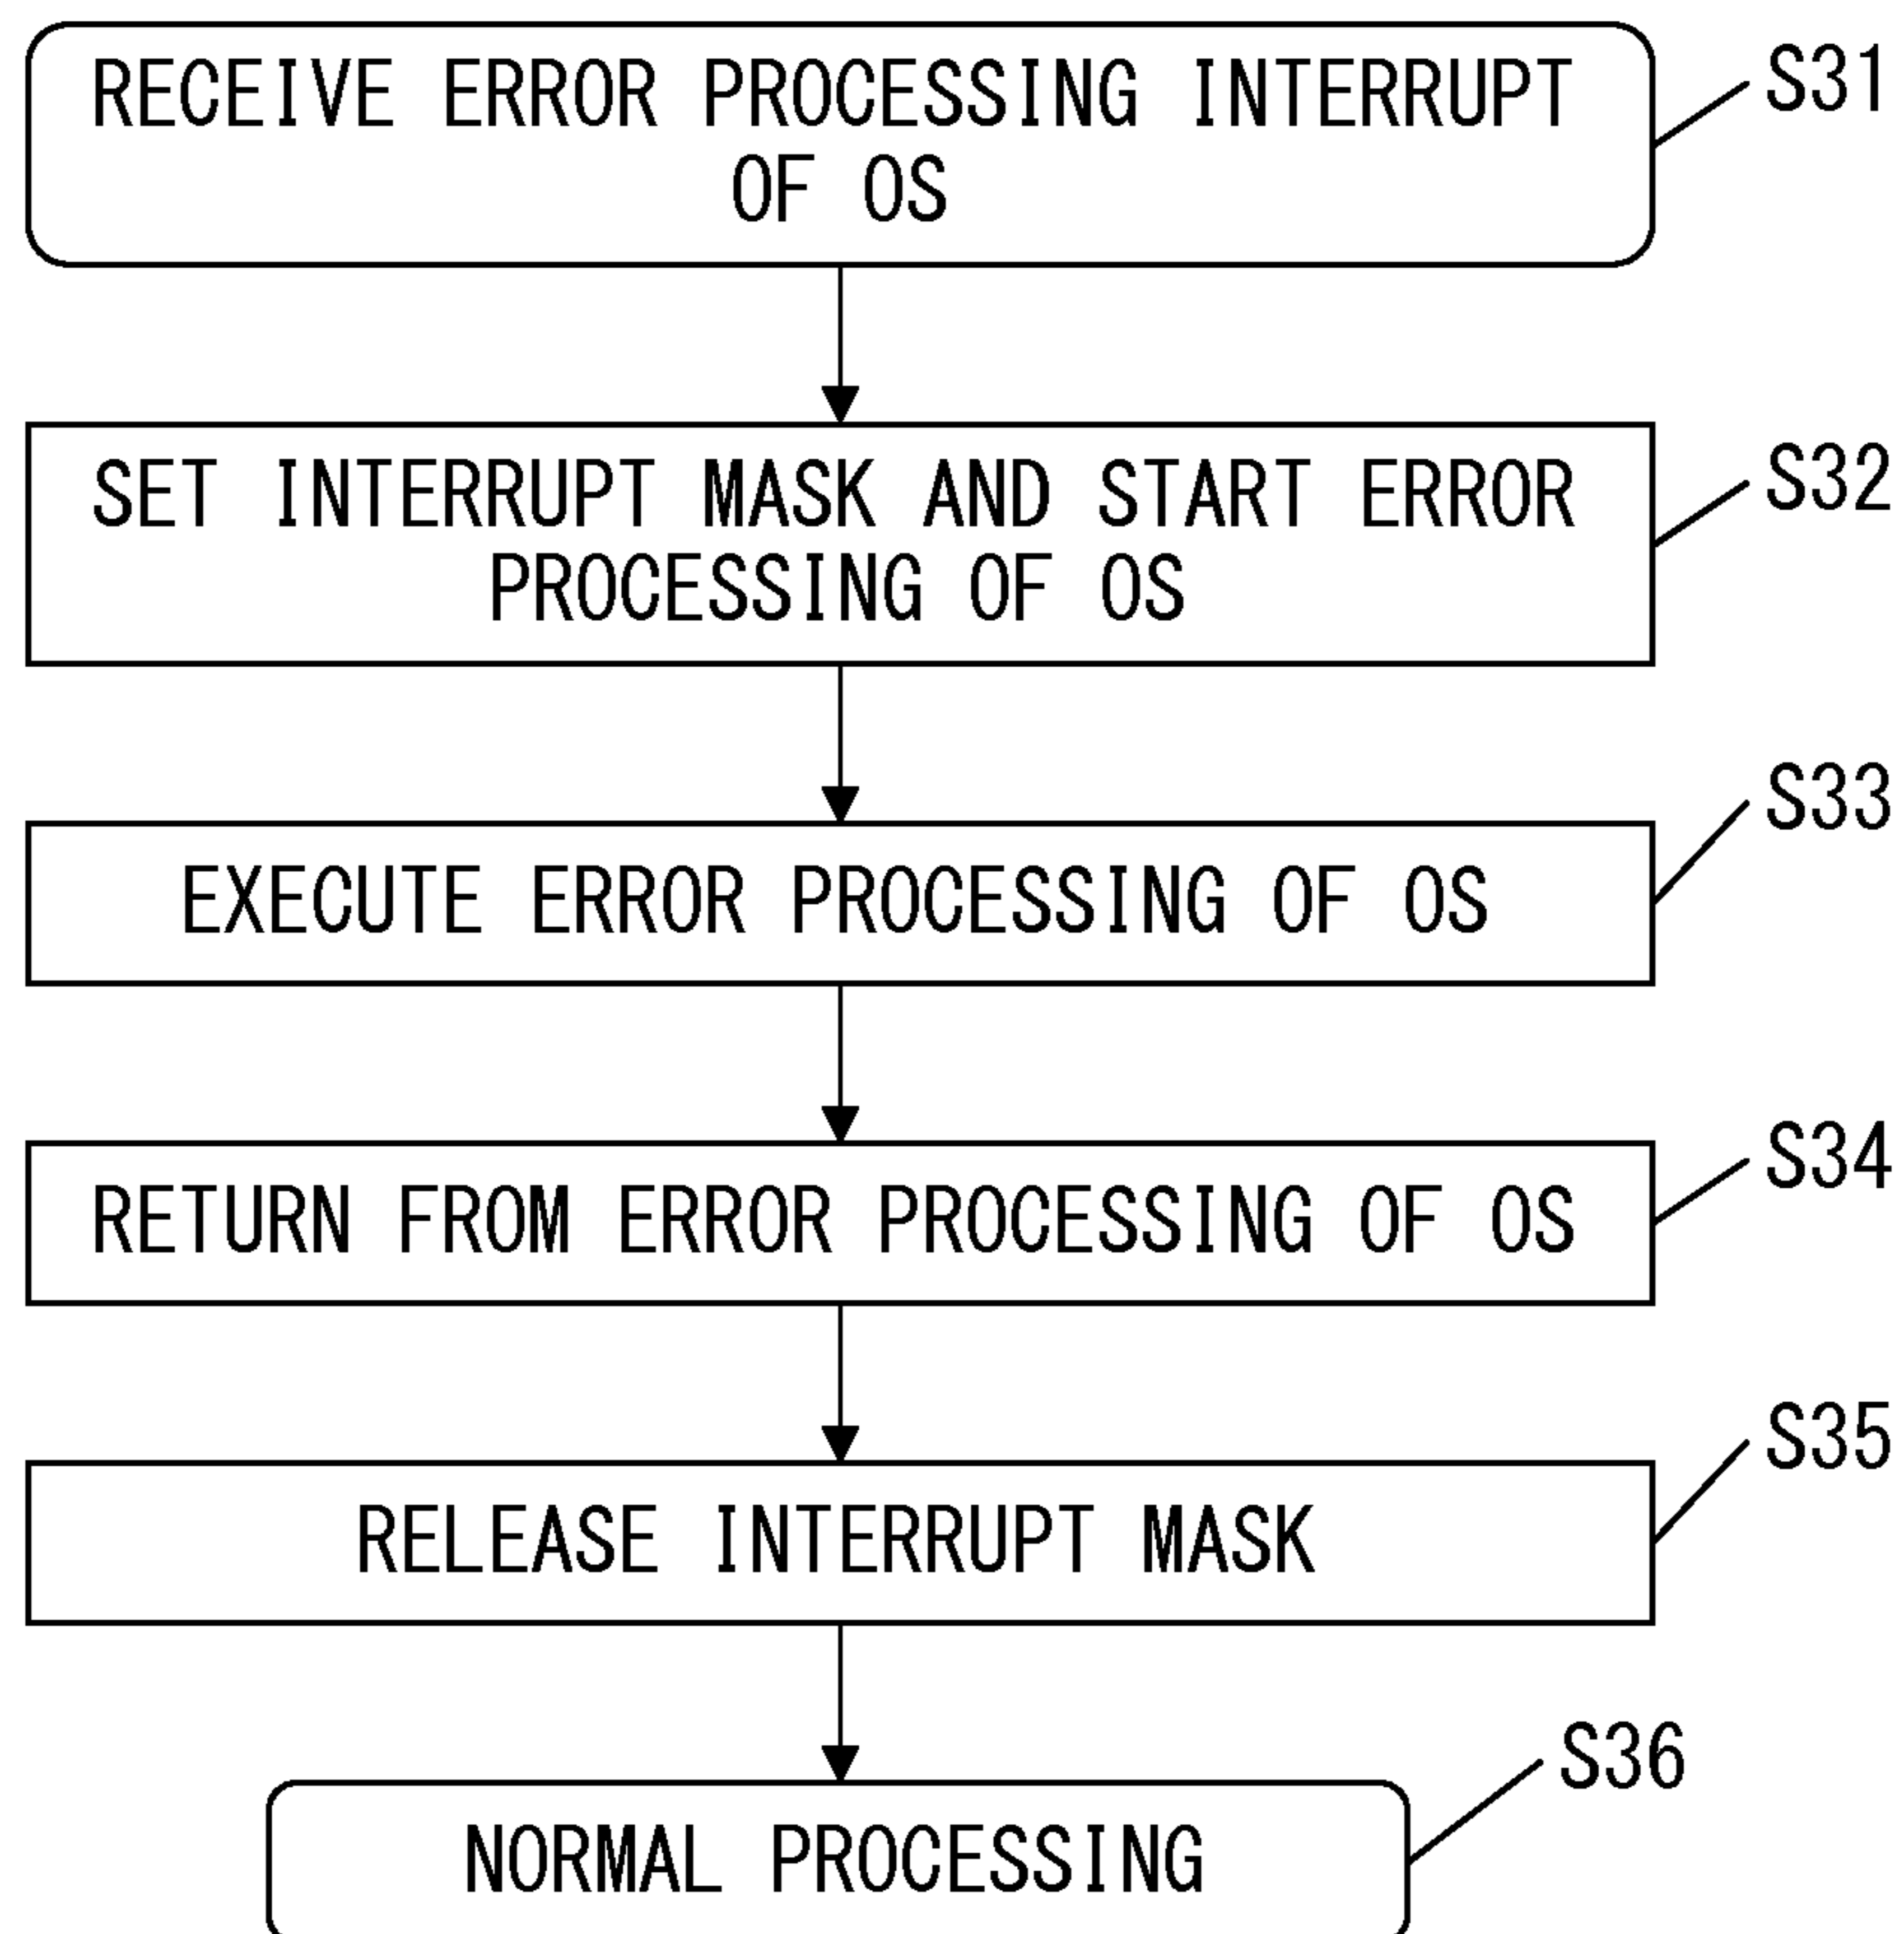 RECEIVE ERROR PROCESSING INTERRUPT
OF OS
S31
SET INTERRUPT MASK AND START ERROR
PROCESSING OF OS
S32
EXECUTE ERROR PROCESSING OF OS
S33
RETURN FROM ERROR PROCESSING OF OS
S34
RELEASE INTERRUPT MASK
S35
NORMAL PROCESSING
S36